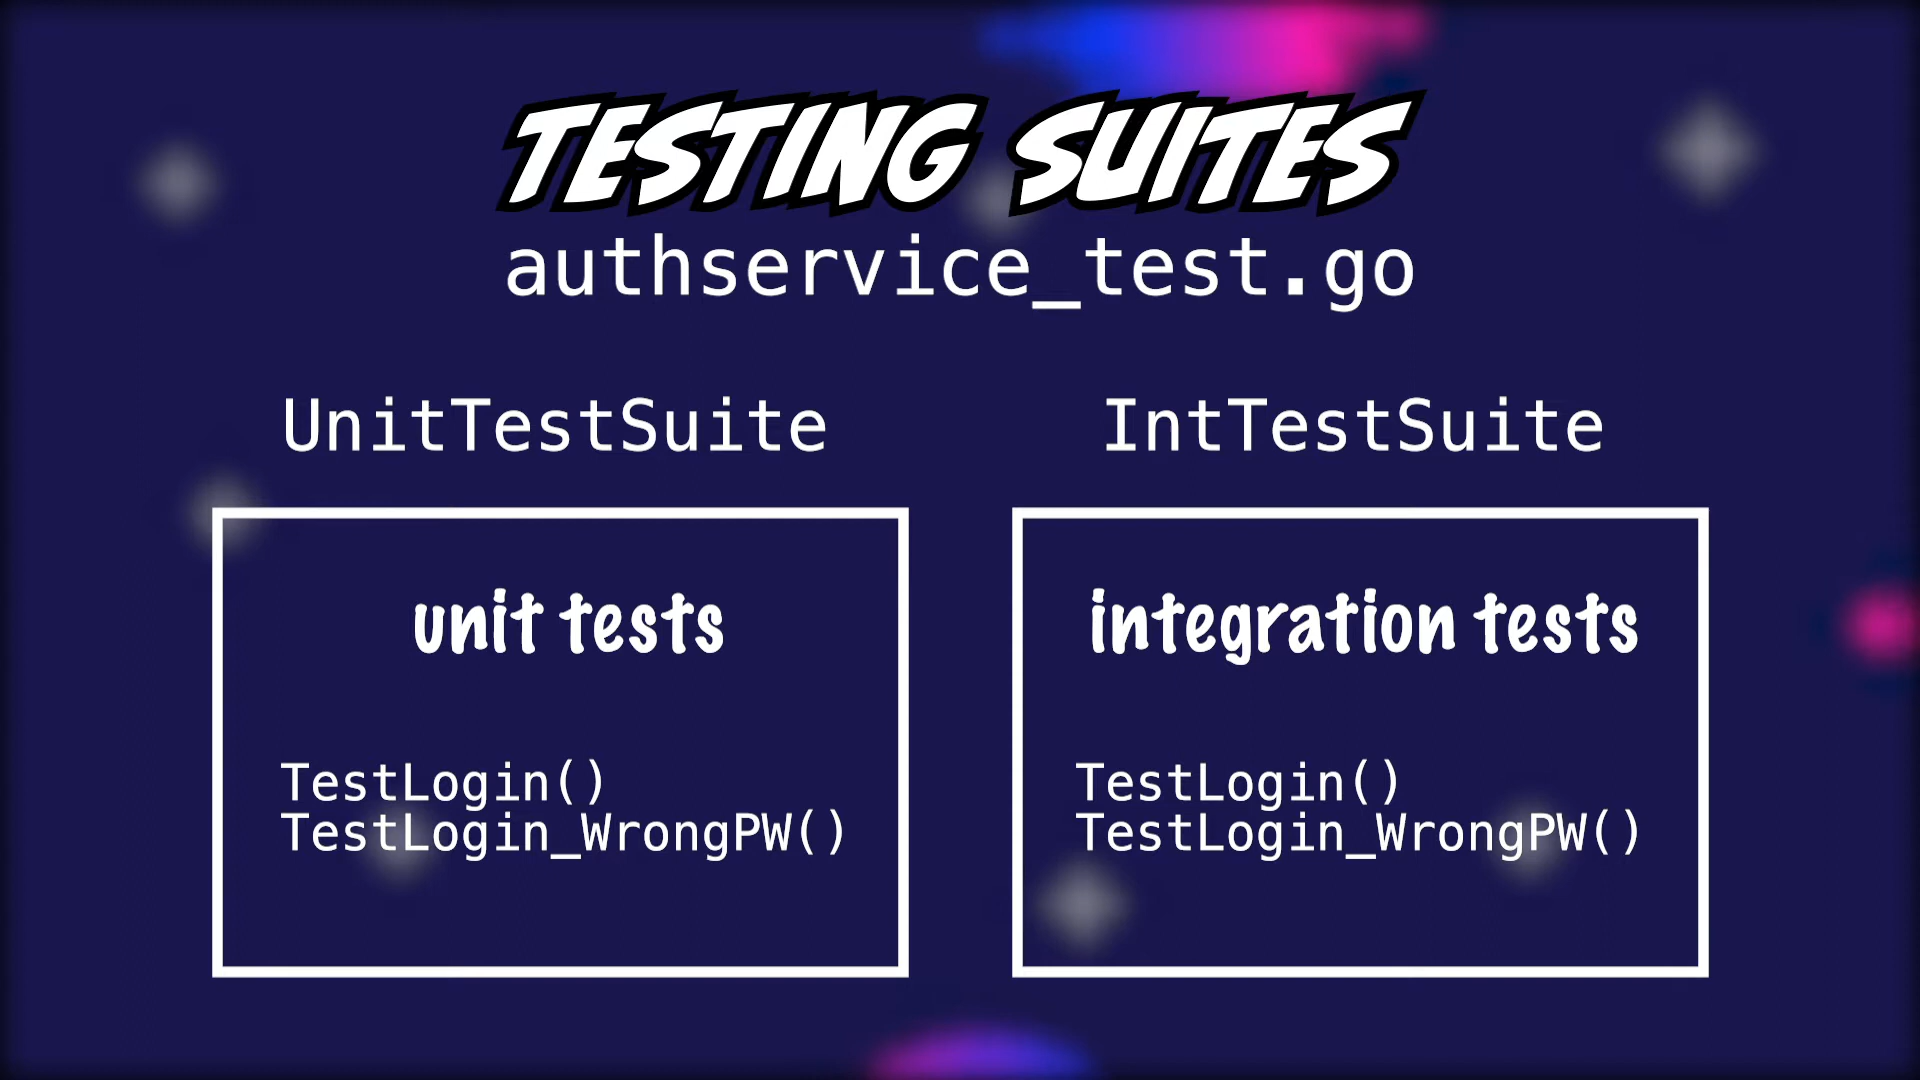 TESTING SUITES
authservice_test.go
UnitTestSuite
unit tests
TestLogin()
TestLogin_WrongPW()
IntTestSuite
integration tests
TestLogin()
TestLogin_WrongPW()